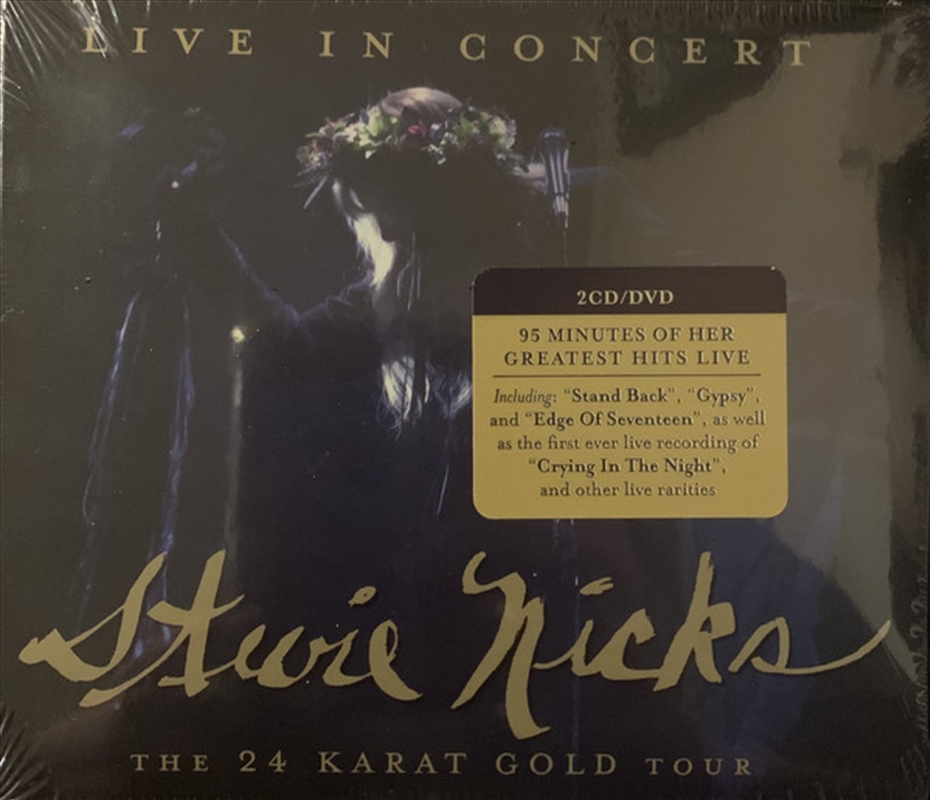 LIVE IN CONCERT
2CD/DVD
95 MINUTES OF HER
GREATEST HITS LIVE
Including: “Stand Back”, “Gypsy”,
and “Edge Of Seventeen”, as well
as the first ever live recording of
“Crying In The Night”,
and other live rarities
Stevie Nicks
THE 24 KARAT GOLD TOUR